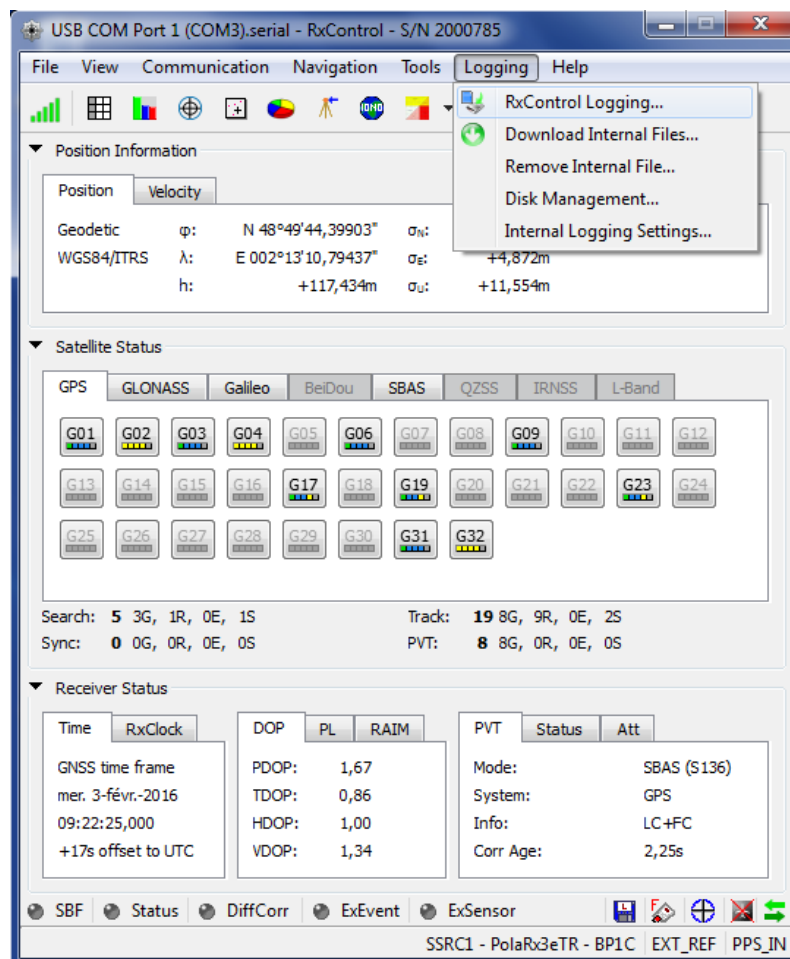 USB COM Port 1 (COM3).serial - RxControl - S/N 2000785
File View Communication Navigation Tools Logging Help
IONO
RxControl Logging...
Download Internal Files...
Remove Internal File...
Disk Management...
Internal Logging Settings...
Position Information
Position Velocity
Geodetic φ: N 48°49'44,39903" σN:
WGS84/ITRS λ: E 002°13'10,79437" σE: +4,872m
h: +117,434m σU: +11,554m
Satellite Status
GPS GLONASS Galileo BeiDou SBAS QZSS IRNSS L-Band
G01 G02 G03 G04 G05 G06 G07 G08 G09 G10 G11 G12
G13 G14 G15 G16 G17 G18 G19 G20 G21 G22 G23 G24
G25 G26 G27 G28 G29 G30 G31 G32
Search: 5 3G, 1R, 0E, 1S Track: 19 8G, 9R, 0E, 2S
Sync: 0 0G, 0R, 0E, 0S PVT: 8 8G, 0R, 0E, 0S
Receiver Status
Time RxClock DOP PL RAIM PVT Status Att
GNSS time frame PDOP: 1,67 Mode: SBAS (S136)
mer. 3-févr.-2016 TDOP: 0,86 System: GPS
09:22:25,000 HDOP: 1,00 Info: LC+FC
+17s offset to UTC VDOP: 1,34 Corr Age: 2,25s
SBF Status DiffCorr ExEvent ExSensor
SSRC1 - PolaRx3eTR - BP1C EXT_REF PPS_IN